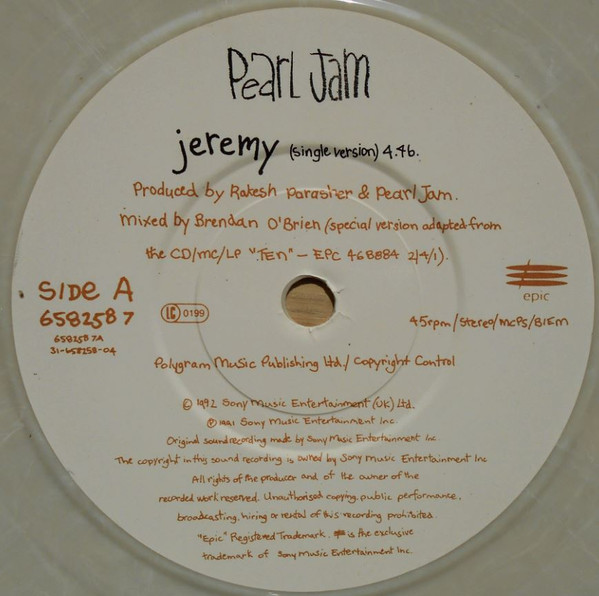 Pearl Jam
jeremy (single version) 4.46.
Produced by Rakesh Parasher & Pearl Jam.
Mixed by Brendan O'Brien (special version adapted from
the CD/MC/LP "TEN" - EPC 468884 2/4/1).
epic
SIDE A
658258 7
LC 0199
45rpm/Stereo/MCPS/BIEM
658258 7A
31-658258-04
Polygram Music Publishing Ltd./Copyright Control
© 1992 Sony Music Entertainment (UK) Ltd.
℗ 1991 Sony Music Entertainment Inc
Original sound recording made by Sony Music Entertainment Inc.
The copyright in this sound recording is owned by Sony Music Entertainment Inc
All rights of the producer and of the owner of the
recorded work reserved. Unauthorised copying, public performance,
broadcasting, hiring or rental of this recording prohibited.
"Epic" Registered Trademark. is the exclusive
trademark of Sony Music Entertainment Inc.